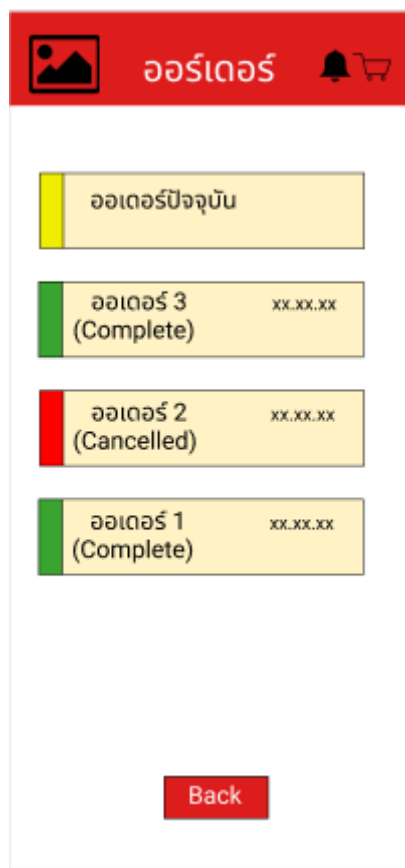 ออร์เดอร์
ออเดอร์ปัจจุบัน
ออเดอร์ 3 xx.xx.xx
(Complete)
ออเดอร์ 2 xx.xx.xx
(Cancelled)
ออเดอร์ 1 xx.xx.xx
(Complete)
Back